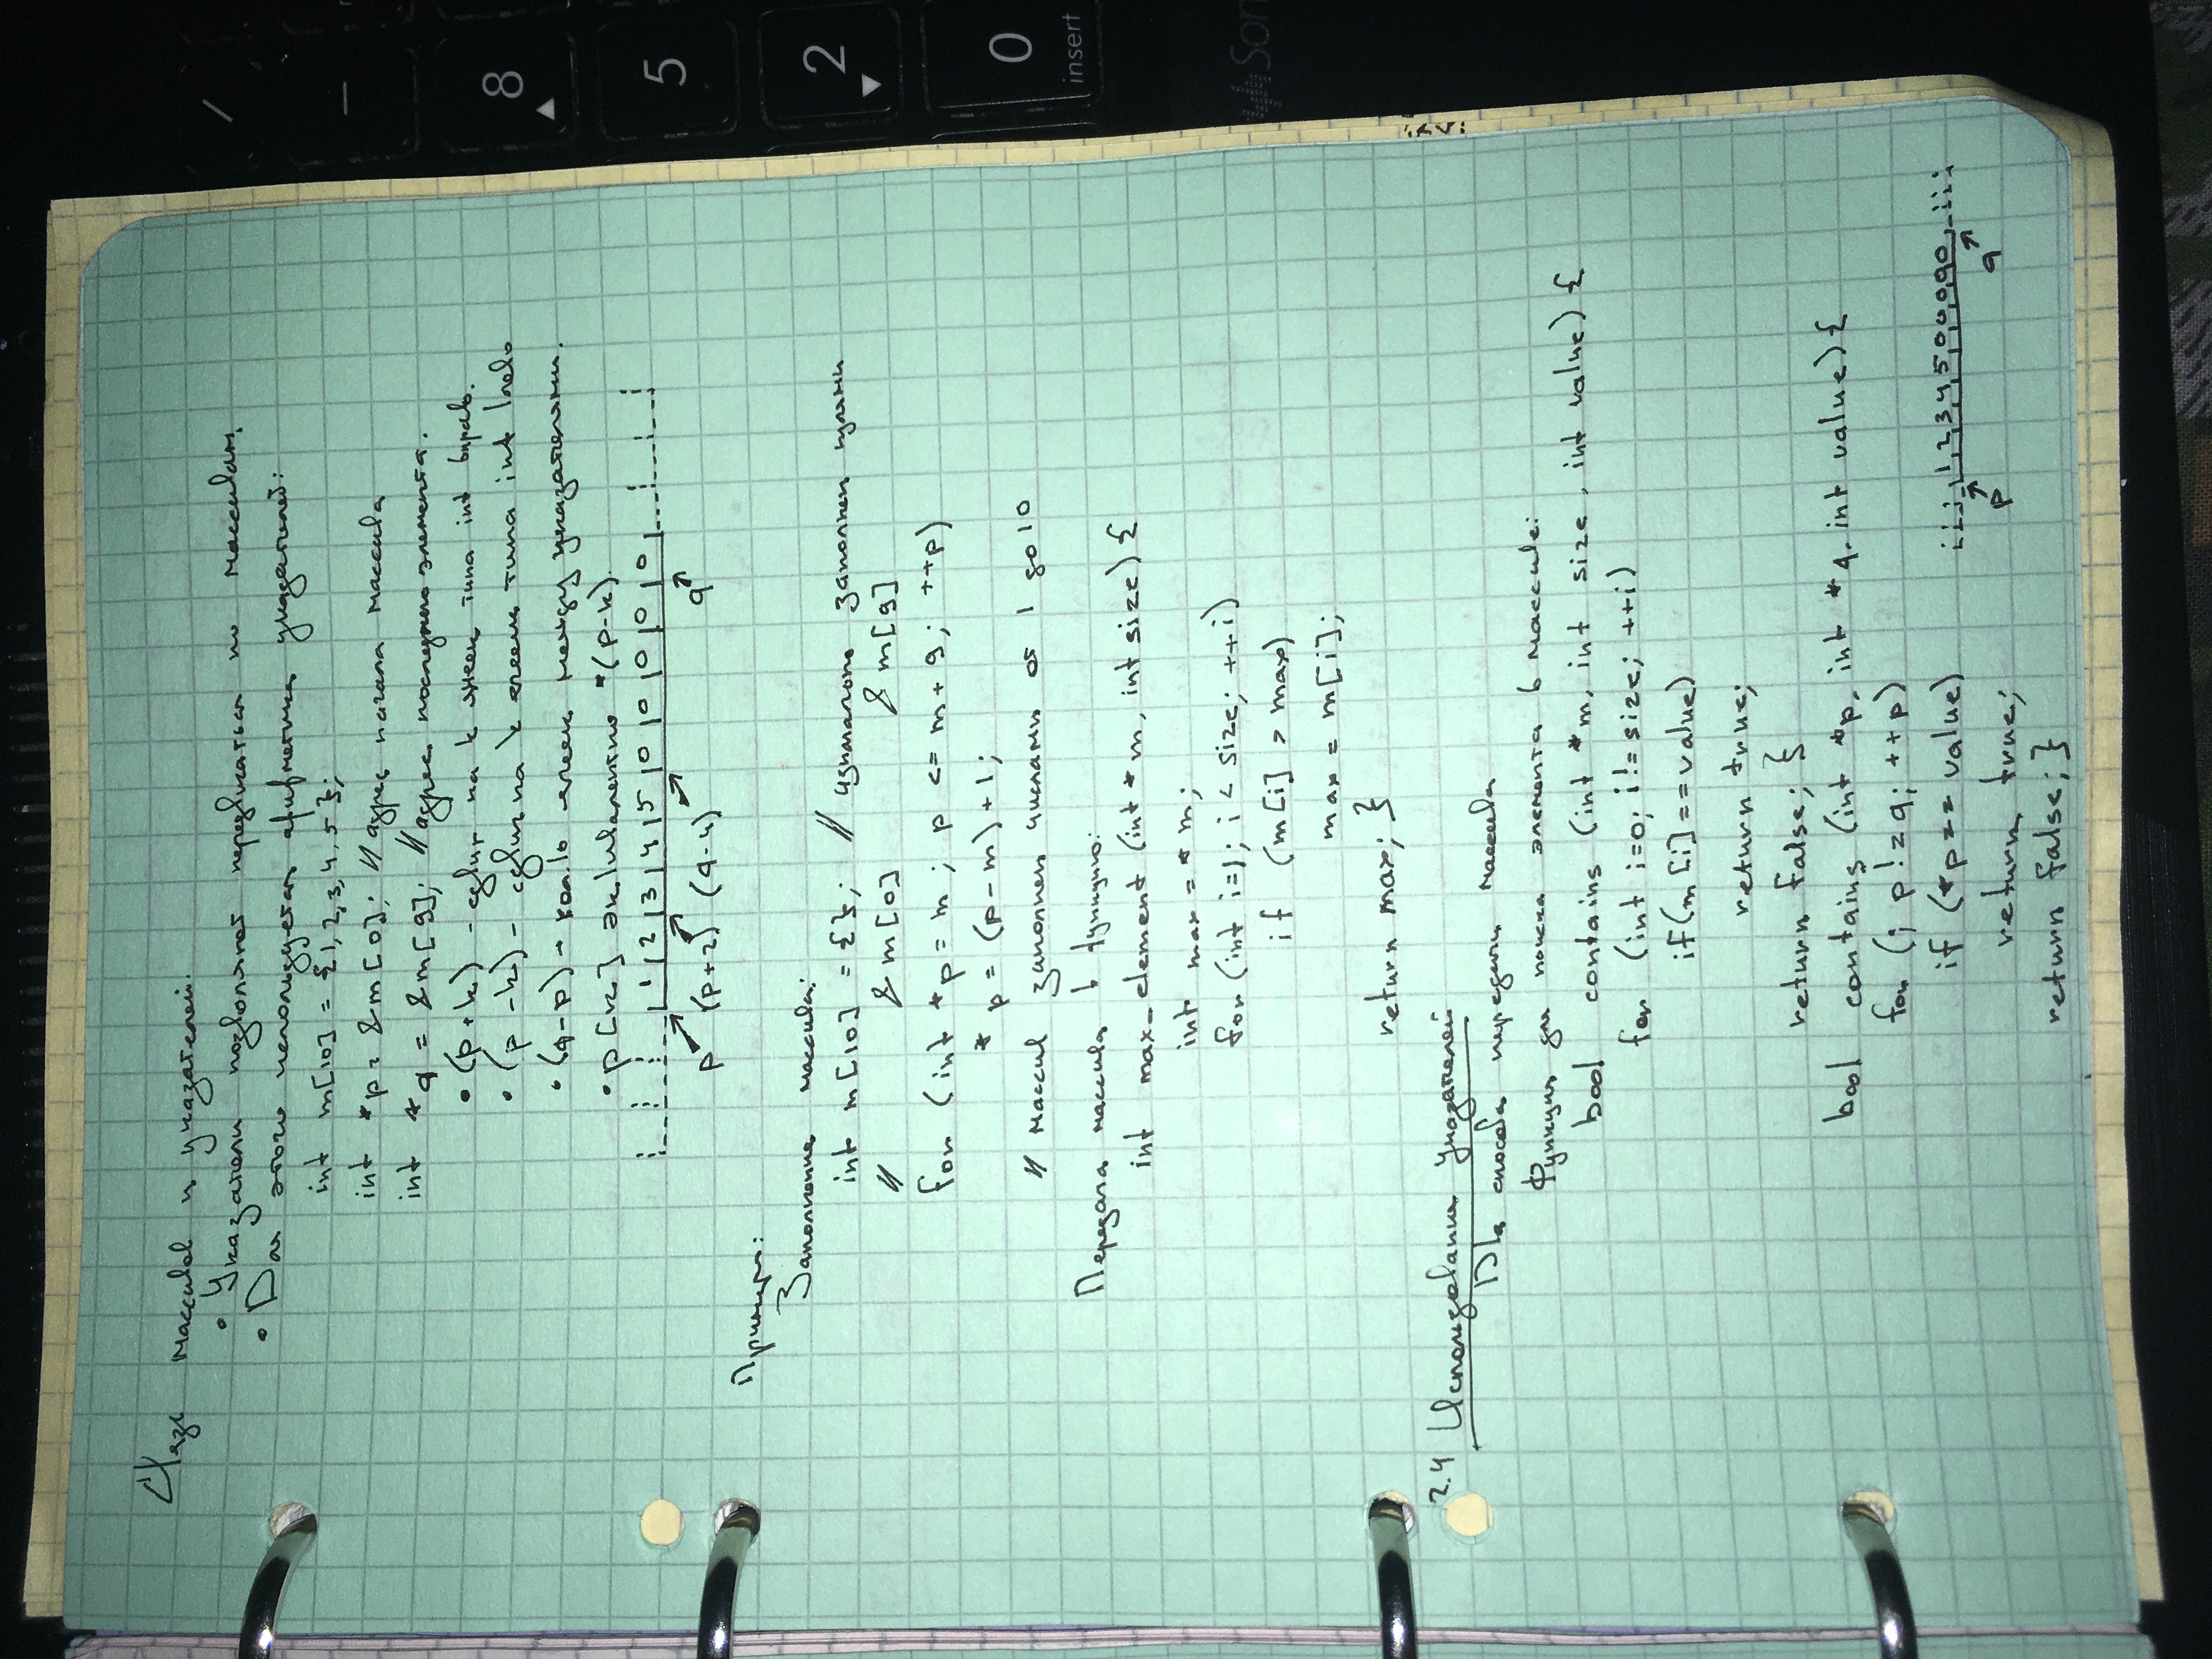 Связь массивов и указателей.
• Указатели позволяют передвигаться по массивам.
• Для этого используется арифметика указателей:
int m[10] = {1, 2, 3, 4, 5};
int *p = &m[0]; // адрес начала массива
int *q = &m[9]; // адрес последнего элемента.
• (p+k) - сдвиг на k ячеек типа int вправо.
• (p-k) - сдвиг на k ячеек типа int влево
• (q-p) - кол-во ячеек между указателями.
• p[k] эквивалентно *(p-k).
1 2 3 4 5 0 0 0 0 0
p (p+2) (q-4) q
Примеры:
Заполнение массива:
int m[10] = {}; // изначально заполнен нулями
// &m[0] &m[9]
for (int *p = m; p <= m + 9; ++p)
*p = (p-m)+1;
// массив заполнен числами от 1 до 10
Передача массива в функцию:
int max_element (int *m, int size) {
int max = *m;
for (int i=1; i < size; ++i)
if (m[i] > max)
max = m[i];
return max; }
2.4 Использование указателей
Два способа передачи массива
Функция для поиска элемента в массиве:
bool contains (int *m, int size, int value) {
for (int i=0; i!=size; ++i)
if(m[i]==value)
return true;
return false; }
bool contains (int *p, int *q, int value) {
for (; p!=q; ++p)
if (*p== value)
1 2 3 4 5 0 0 0 0 0
return true;
p q
return false; }
8
5
2
0
insert